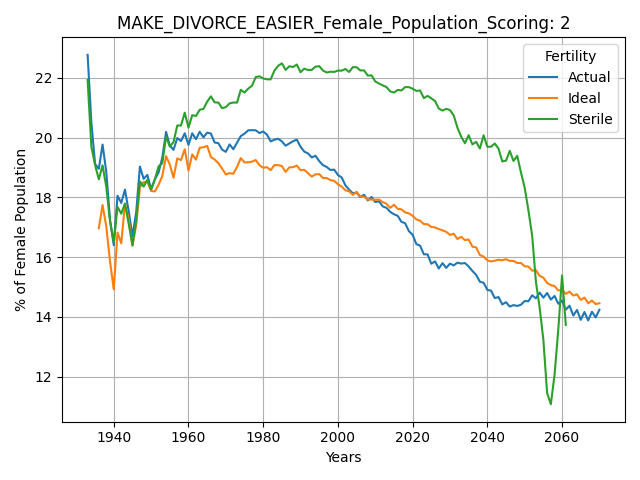 MAKE_DIVORCE_EASIER_Female_Population_Scoring: 2
Fertility
Actual
Ideal
Sterile
% of Female Population
22
20
18
16
14
12
1940
1960
1980
2000
2020
2040
2060
Years